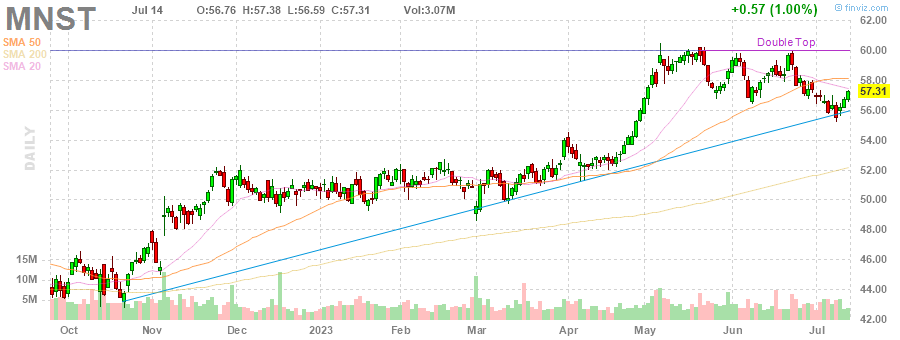 MNST Jul 14 O:56.76 H:57.38 L:56.59 C:57.31 Vol:3.07M +0.57 (1.00%) © finviz.com
SMA 50
SMA 200
SMA 20
DAILY
Double Top
62.00
60.00
58.00
57.31
56.00
54.00
52.00
50.00
48.00
46.00
44.00
42.00
15M
10M
5M
Oct Nov Dec 2023 Feb Mar Apr May Jun Jul